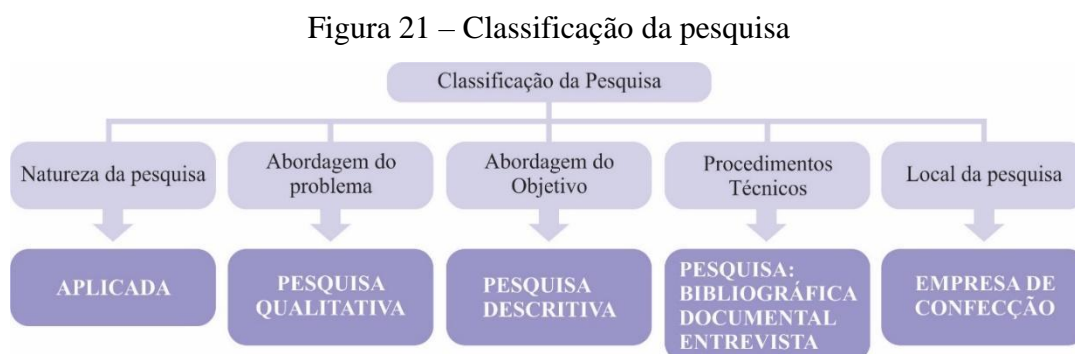 Figura 21 – Classificação da pesquisa
Classificação da Pesquisa
Natureza da pesquisa
Abordagem do
problema
Abordagem do
Objetivo
Procedimentos
Técnicos
Local da pesquisa
APLICADA
PESQUISA
QUALITATIVA
PESQUISA
DESCRITIVA
PESQUISA:
BIBLIOGRÁFICA
DOCUMENTAL
ENTREVISTA
EMPRESA DE
CONFECÇÃO